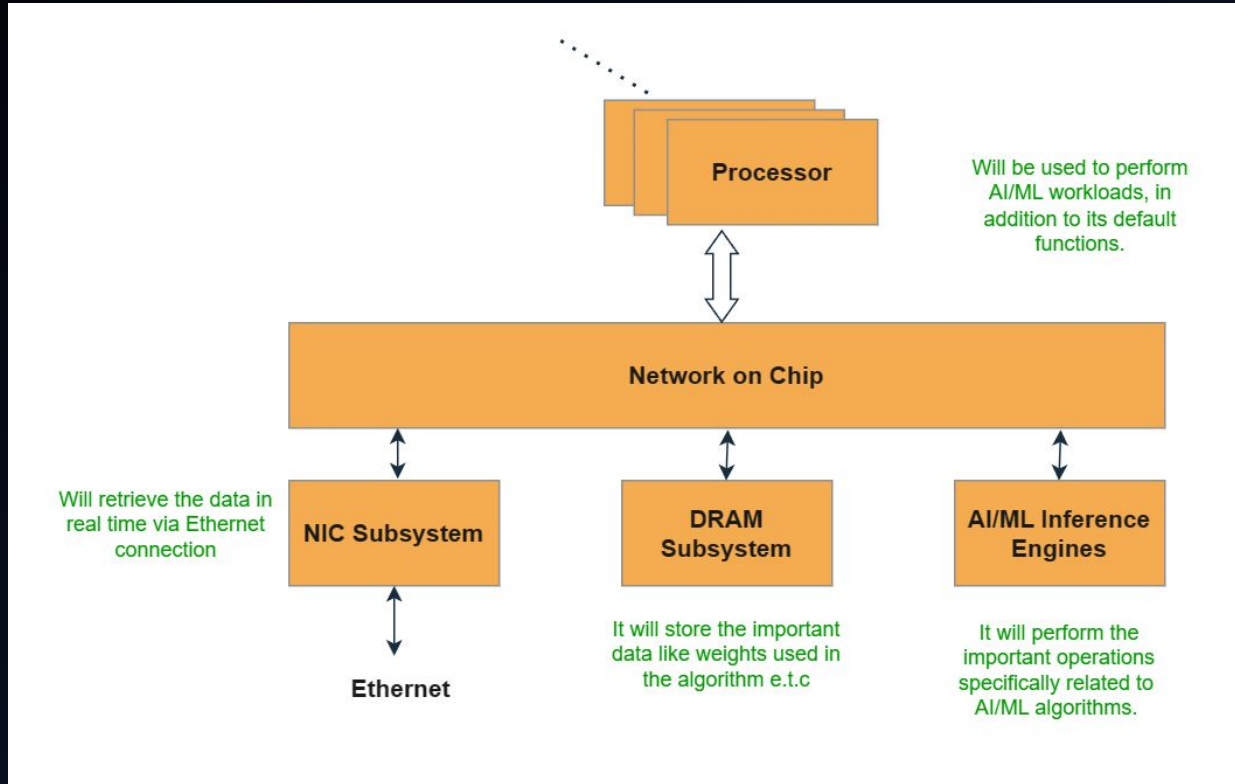 Processor
Will be used to perform
AI/ML workloads, in
addition to its default
functions.
Network on Chip
Will retrieve the data in
real time via Ethernet
connection
NIC Subsystem
DRAM
Subsystem
AI/ML Inference
Engines
Ethernet
It will store the important
data like weights used in
the algorithm e.t.c
It will perform the
important operations
specifically related to
AI/ML algorithms.